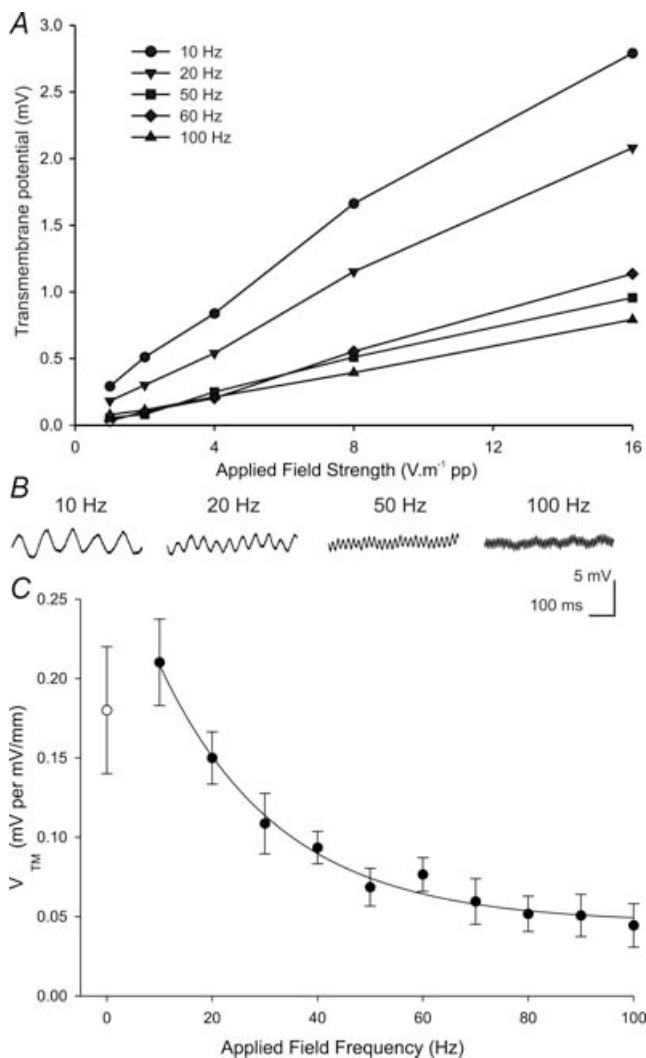 A
3.0
2.5
2.0
1.5
1.0
0.5
0.0
Transmembrane potential (mV)
10 Hz
20 Hz
50 Hz
60 Hz
100 Hz
0 4 8 12 16
Applied Field Strength (V.m⁻¹ pp)
B
10 Hz 20 Hz 50 Hz 100 Hz
5 mV
100 ms
C
0.25
0.20
0.15
0.10
0.05
0.00
V TM (mV per mV/mm)
0 20 40 60 80 100
Applied Field Frequency (Hz)